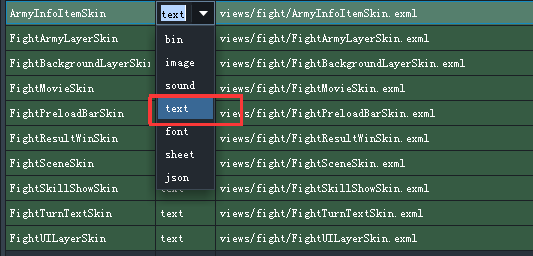 ArmyInfoItemSkin text views/fight/ArmyInfoItemSkin.exml
FightArmyLayerSkin views/fight/FightArmyLayerSkin.exml
FightBackgroundLayerSkin views/fight/FightBackgroundLayerSkin.exml
FightMovieSkin views/fight/FightMovieSkin.exml
FightPreloadBarSkin views/fight/FightPreloadBarSkin.exml
FightResultWinSkin views/fight/FightResultWinSkin.exml
FightSceneSkin views/fight/FightSceneSkin.exml
FightSkillShowSkin text views/fight/FightSkillShowSkin.exml
FightTurnTextSkin text views/fight/FightTurnTextSkin.exml
FightUILayerSkin text views/fight/FightUILayerSkin.exml
bin
image
sound
text
font
sheet
json